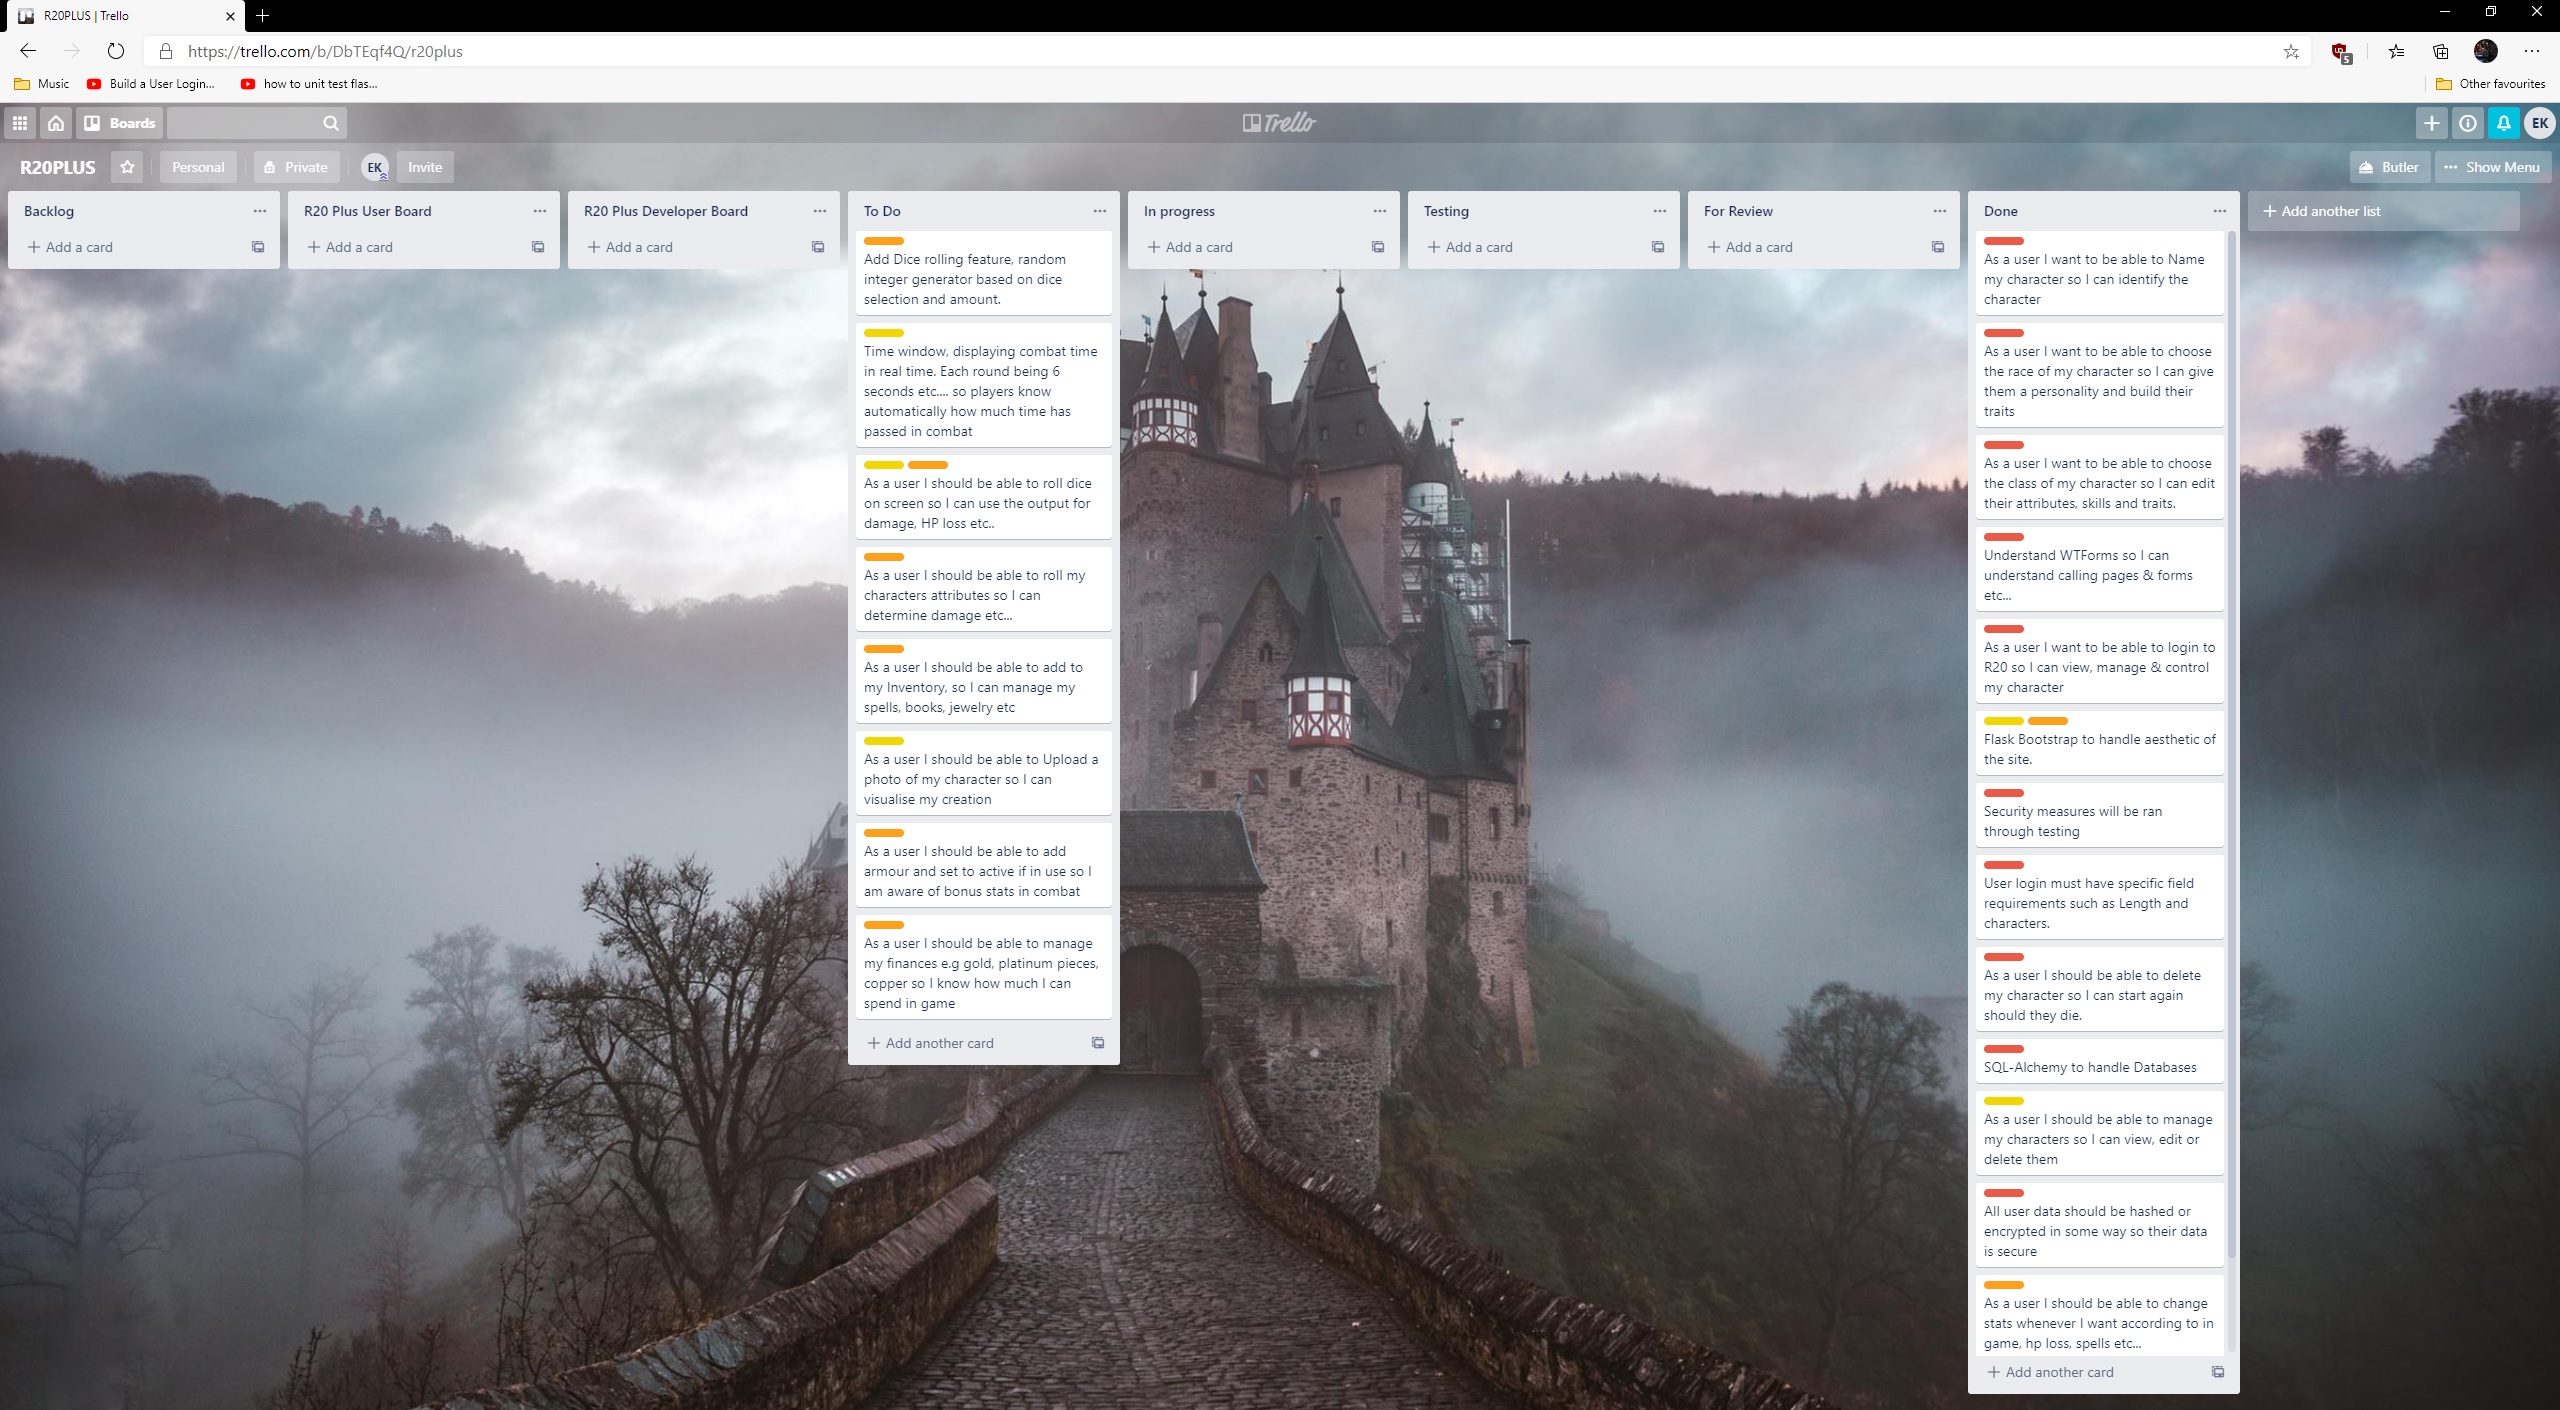 R20PLUS | Trello
https://trello.com/b/DbTEqf4Q/r20plus
5
Music
Build a User Login...
how to unit test flas...
Other favourites
Boards
Trello
EK
R20PLUS
Personal
Private
EK
Invite
Butler
Show Menu
Backlog
Add a card
R20 Plus User Board
Add a card
R20 Plus Developer Board
Add a card
To Do
Add Dice rolling feature, random
integer generator based on dice
selection and amount.
Time window, displaying combat time
in real time. Each round being 6
seconds etc.... so players know
automatically how much time has
passed in combat
As a user I should be able to roll dice
on screen so I can use the output for
damage, HP loss etc..
As a user I should be able to roll my
characters attributes so I can
determine damage etc...
As a user I should be able to add to
my Inventory, so I can manage my
spells, books, jewelry etc
As a user I should be able to Upload a
photo of my character so I can
visualise my creation
As a user I should be able to add
armour and set to active if in use so I
am aware of bonus stats in combat
As a user I should be able to manage
my finances e.g gold, platinum pieces,
copper so I know how much I can
spend in game
Add another card
In progress
Add a card
Testing
Add a card
For Review
Add a card
Done
As a user I want to be able to Name
my character so I can identify the
character
As a user I want to be able to choose
the race of my character so I can give
them a personality and build their
traits
As a user I want to be able to choose
the class of my character so I can edit
their attributes, skills and traits.
Understand WTForms so I can
understand calling pages & forms
etc...
As a user I want to be able to login to
R20 so I can view, manage & control
my character
Flask Bootstrap to handle aesthetic of
the site.
Security measures will be ran
through testing
User login must have specific field
requirements such as Length and
characters.
As a user I should be able to delete
my character so I can start again
should they die.
SQL-Alchemy to handle Databases
As a user I should be able to manage
my characters so I can view, edit or
delete them
All user data should be hashed or
encrypted in some way so their data
is secure
As a user I should be able to change
stats whenever I want according to in
game, hp loss, spells etc...
Add another card
Add another list